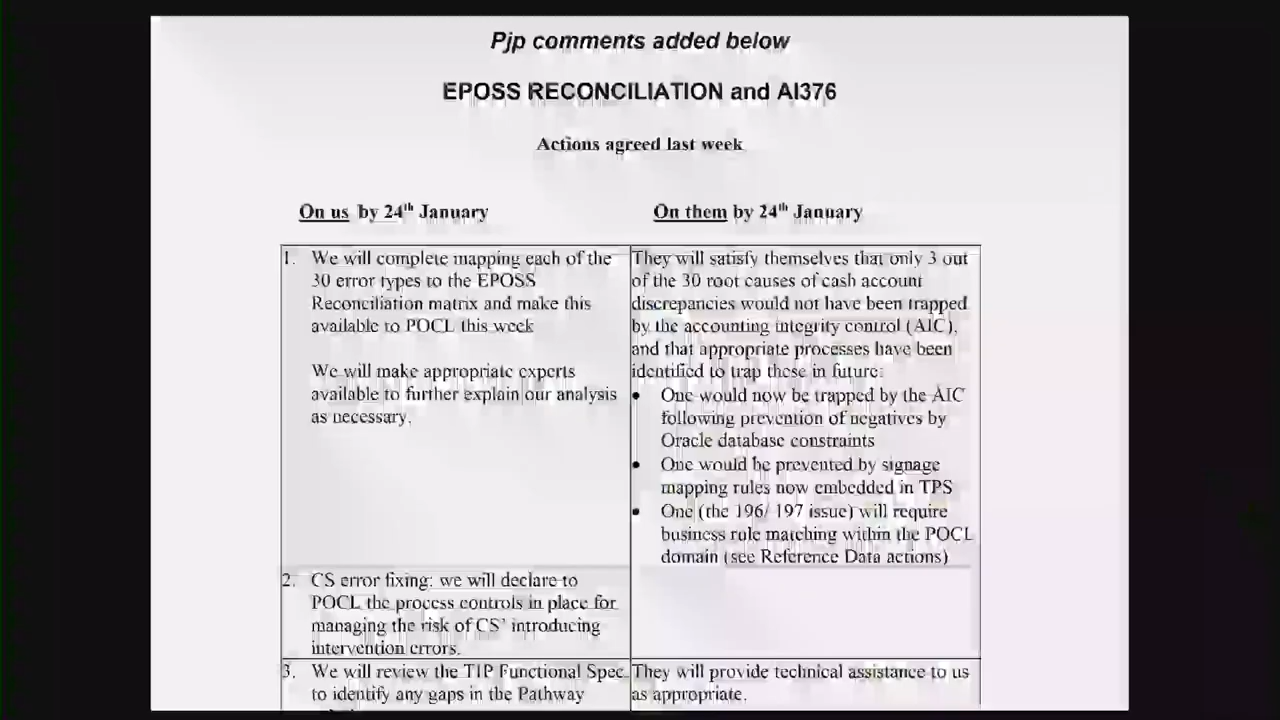 Pjp comments added below
EPOSS RECONCILIATION and AI376
Actions agreed last week
On us by 24th January
On them by 24th January
1. We will complete mapping each of the
30 error types to the EPOSS
Reconciliation matrix and make this
available to POCL this week
We will make appropriate experts
available to further explain our analysis
as necessary.
They will satisfy themselves that only 3 out
of the 30 root causes of cash account
discrepancies would not have been trapped
by the accounting integrity control (AIC),
and that appropriate processes have been
identified to trap these in future:
• One would now be trapped by the AIC
following prevention of negatives by
Oracle database constraints
• One would be prevented by signage
mapping rules now embedded in TPS
• One (the 196/ 197 issue) will require
business rule matching within the POCL
domain (see Reference Data actions)
2. CS error fixing: we will declare to
POCL the process controls in place for
managing the risk of CS' introducing
intervention errors.
3. We will review the TIP Functional Spec
to identify any gaps in the Pathway
They will provide technical assistance to us
as appropriate.